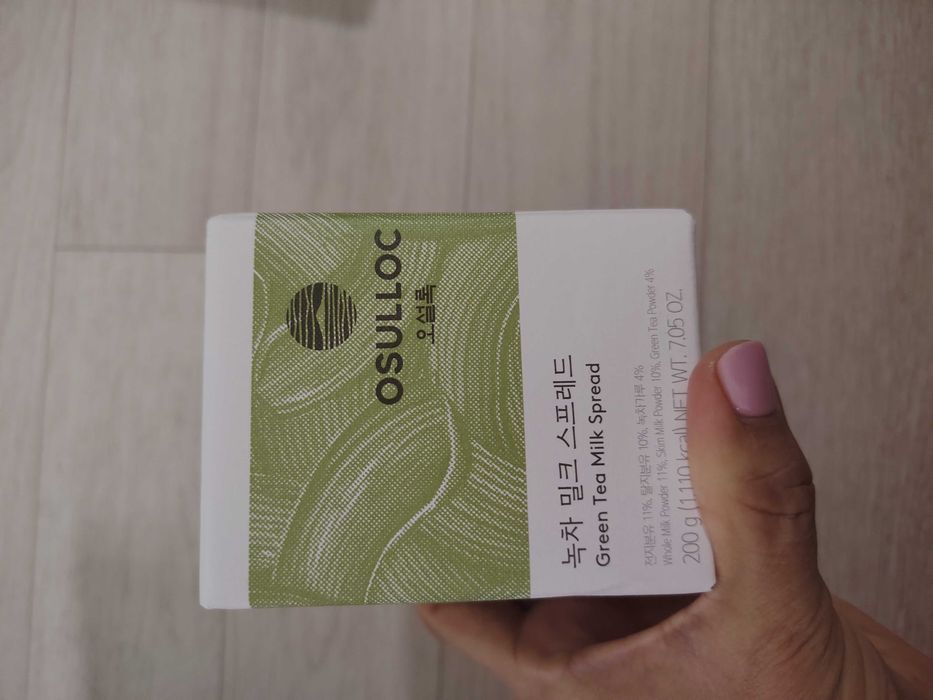 OSULLOC
오설록
녹차 밀크 스프레드
Green Tea Milk Spread
전지분유 11%, 탈지분유 10%, 녹차가루 4%
Whole Milk Powder 11%, Skim Milk Powder 10%, Green Tea Powder 4%
200 g (1110 kcal) NET WT. 7.05 OZ.